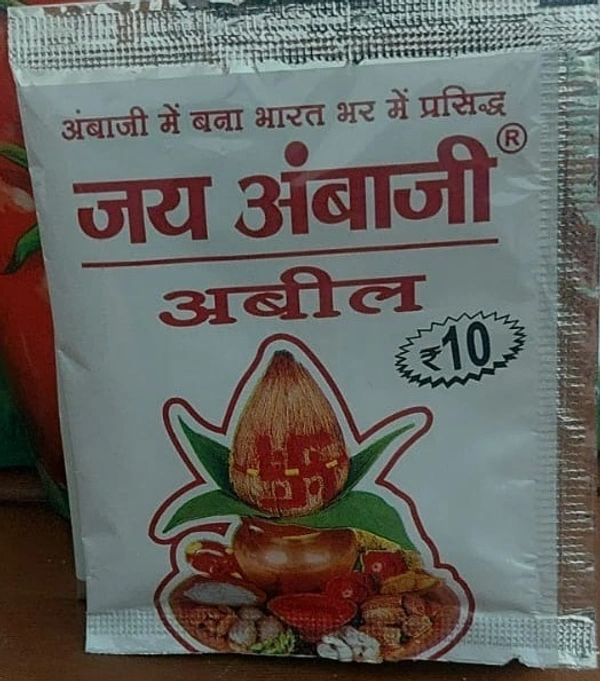 अंबाजी में बना भारत भर में प्रसिद्ध
जय अंबाजी®
अबील
₹10